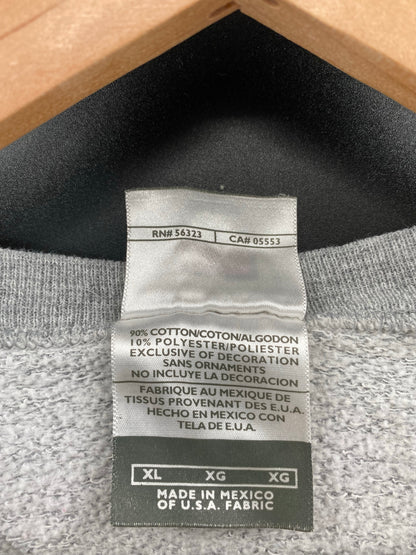 RN# 56323 CA# 05553
90% COTTON/COTON/ALGODON
10% POLYESTER/POLIESTER
EXCLUSIVE OF DECORATION
SANS ORNAMENTS
NO INCLUYE LA DECORACION
FABRIQUE AU MEXIQUE DE
TISSUS PROVENANT DES E.U.A.
HECHO EN MEXICO CON
TELA DE E.U.A.
XL XG XG
MADE IN MEXICO
OF U.S.A. FABRIC